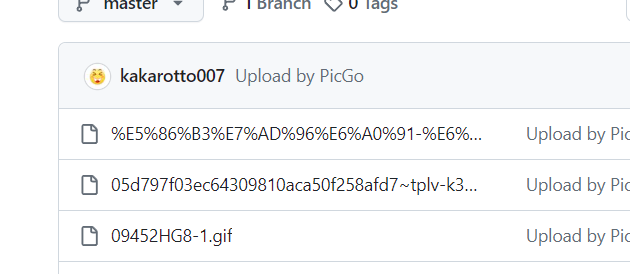 master 1 Branch 0 Tags
kakarotto007 Upload by PicGo
%E5%86%B3%E7%AD%96%E6%A0%91-%E6%... Upload by Pic
05d797f03ec64309810aca50f258afd7~tplv-k3... Upload by Pic
09452HG8-1.gif Upload by Pic